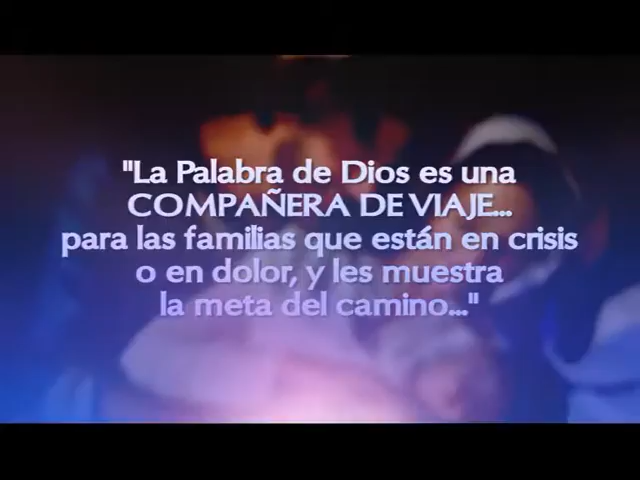 "La Palabra de Dios es una
COMPAÑERA DE VIAJE...
para las familias que están en crisis
o en dolor, y les muestra
la meta del camino..."